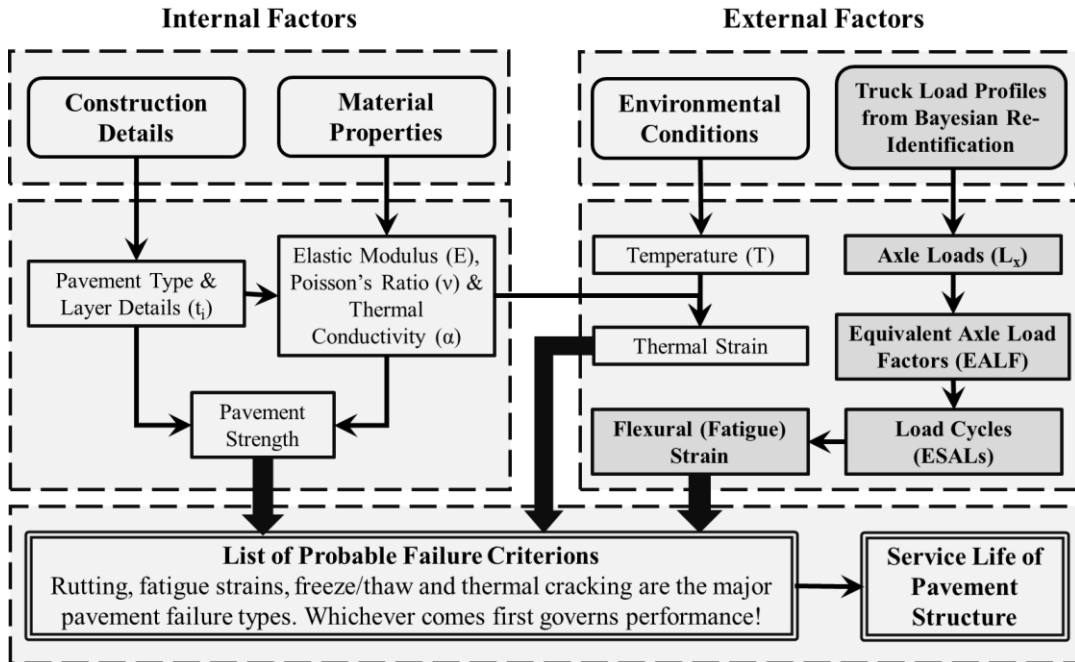 Internal Factors
External Factors
Construction
Details
Material
Properties
Environmental
Conditions
Truck Load Profiles
from Bayesian Re-
Identification
Pavement Type &
Layer Details (tᵢ)
Elastic Modulus (E),
Poisson's Ratio (ν) &
Thermal
Conductivity (α)
Temperature (T)
Axle Loads (Lₓ)
Thermal Strain
Equivalent Axle Load
Factors (EALF)
Pavement
Strength
Flexural (Fatigue)
Strain
Load Cycles
(ESALs)
List of Probable Failure Criterions
Rutting, fatigue strains, freeze/thaw and thermal cracking are the major
pavement failure types. Whichever comes first governs performance!
Service Life of
Pavement
Structure